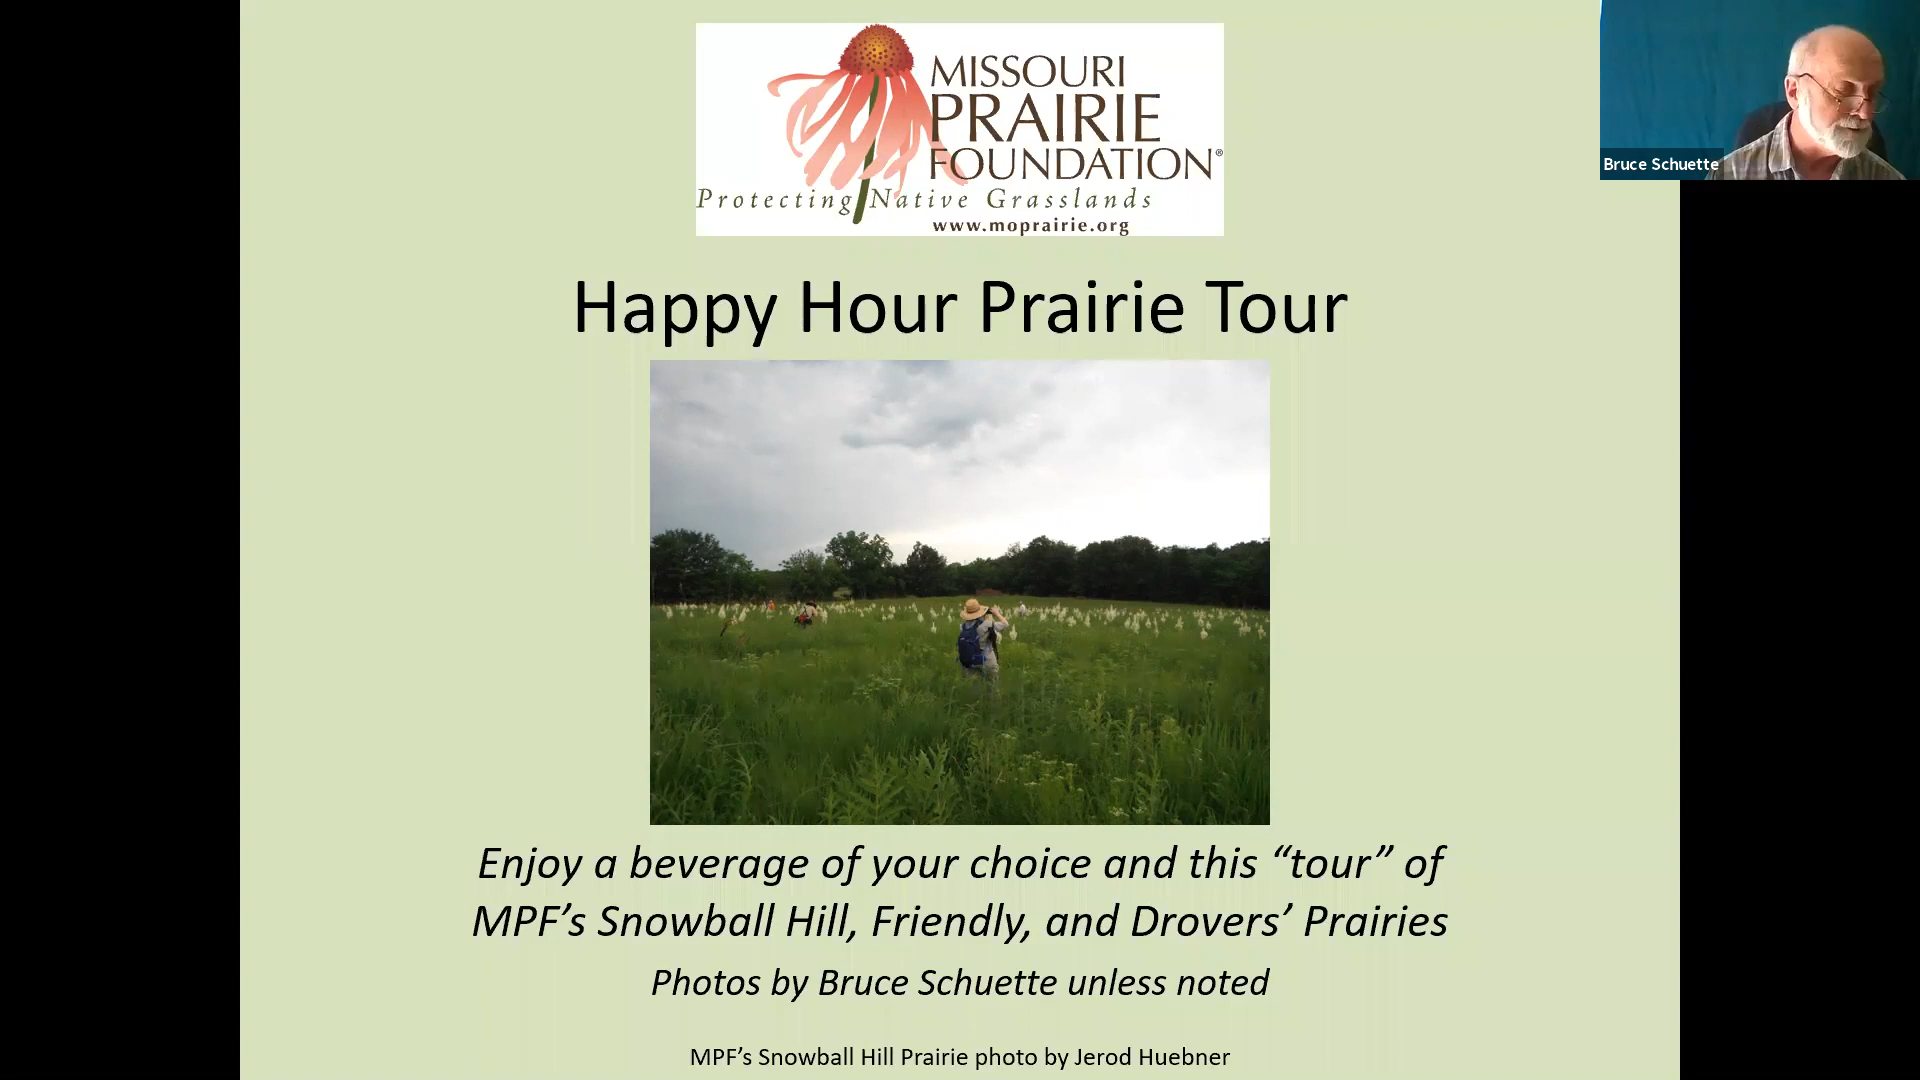 MISSOURI
PRAIRIE
FOUNDATION®
Protecting Native Grasslands
www.moprairie.org
Bruce Schuette
Happy Hour Prairie Tour
Enjoy a beverage of your choice and this “tour” of
MPF’s Snowball Hill, Friendly, and Drovers’ Prairies
Photos by Bruce Schuette unless noted
MPF’s Snowball Hill Prairie photo by Jerod Huebner